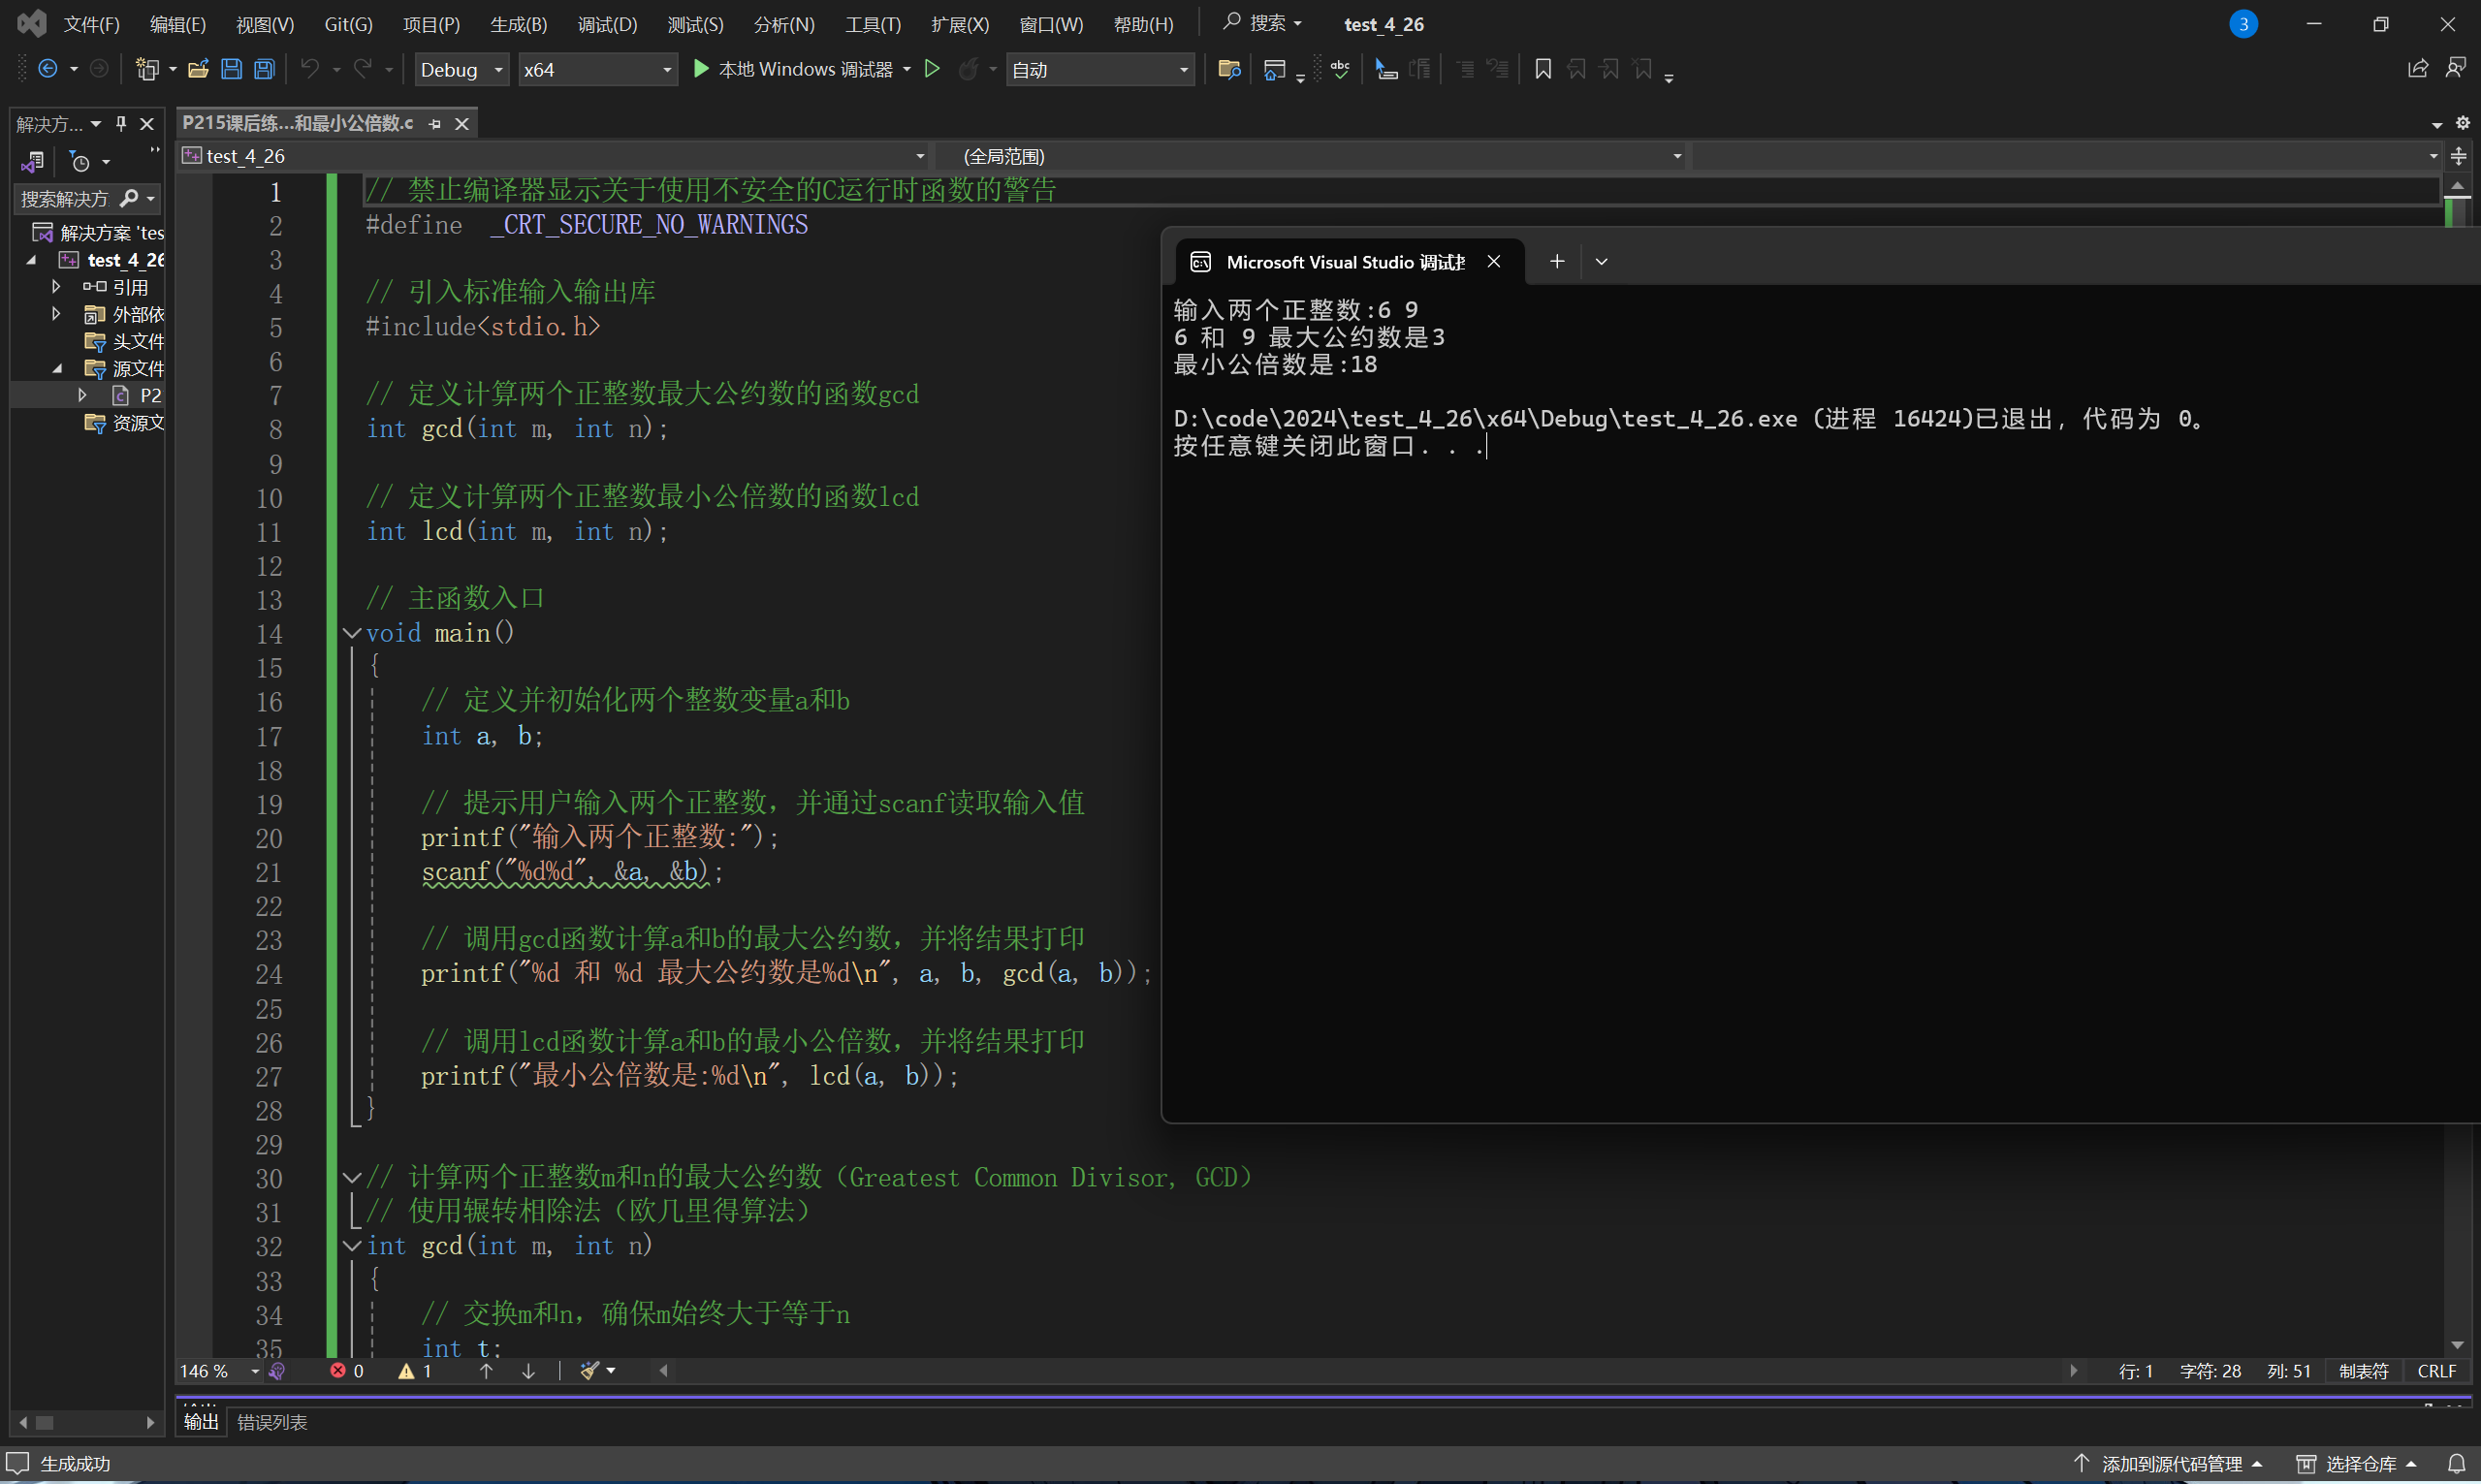 文件(F) 编辑(E) 视图(V) Git(G) 项目(P) 生成(B) 调试(D) 测试(S) 分析(N) 工具(T) 扩展(X) 窗口(W) 帮助(H) 搜索 test_4_26 3
Debug x64 本地 Windows 调试器 自动 abc
解决方... P215课后练...和最小公倍数.c
test_4_26 (全局范围)
搜索解决方
解决方案 'tes
test_4_26
引用
外部依
头文件
源文件
P2
资源文
1 // 禁止编译器显示关于使用不安全的C运行时函数的警告
2 #define _CRT_SECURE_NO_WARNINGS
3
4 // 引入标准输入输出库
5 #include<stdio.h>
6
7 // 定义计算两个正整数最大公约数的函数gcd
8 int gcd(int m, int n);
9
10 // 定义计算两个正整数最小公倍数的函数lcd
11 int lcd(int m, int n);
12
13 // 主函数入口
14 void main()
15 {
16 // 定义并初始化两个整数变量a和b
17 int a, b;
18
19 // 提示用户输入两个正整数，并通过scanf读取输入值
20 printf("输入两个正整数:");
21 scanf("%d%d", &a, &b);
22
23 // 调用gcd函数计算a和b的最大公约数，并将结果打印
24 printf("%d 和 %d 最大公约数是%d\n", a, b, gcd(a, b));
25
26 // 调用lcd函数计算a和b的最小公倍数，并将结果打印
27 printf("最小公倍数是:%d\n", lcd(a, b));
28 }
29
30 // 计算两个正整数m和n的最大公约数（Greatest Common Divisor, GCD）
31 // 使用辗转相除法（欧几里得算法）
32 int gcd(int m, int n)
33 {
34 // 交换m和n，确保m始终大于等于n
35 int t;
Microsoft Visual Studio 调试
输入两个正整数:6 9
6 和 9 最大公约数是3
最小公倍数是:18
D:\code\2024\test_4_26\x64\Debug\test_4_26.exe (进程 16424)已退出，代码为 0。
按任意键关闭此窗口. . .
146 % 0 1 行: 1 字符: 28 列: 51 制表符 CRLF
输出 错误列表
生成成功 添加到源代码管理 选择仓库